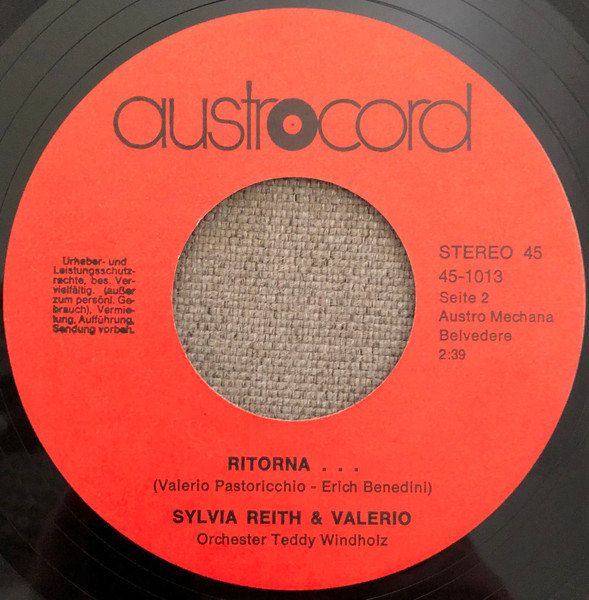 austrocord
Urheber- und
Leistungsschutz-
rechte, bes. Ver-
vielfältig. (außer
zum persönl. Ge-
brauch), Vermie-
tung, Aufführung,
Sendung vorbeh.
STEREO 45
45-1013
Seite 2
Austro Mechana
Belvedere
2:39
RITORNA . . .
(Valerio Pastoricchio - Erich Benedini)
SYLVIA REITH & VALERIO
Orchester Teddy Windholz